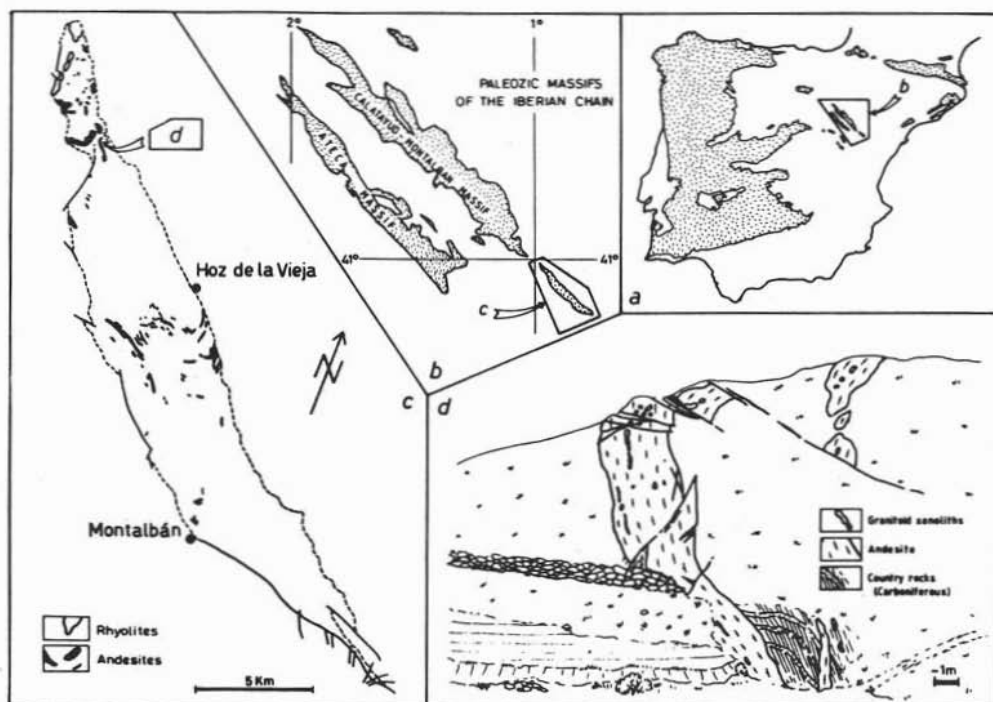 d
Hoz de la Vieja
N
c
Montalbán
Rhyolites
Andesites
5 Km
2°
1°
PALEOZIC MASSIFS
OF THE IBERIAN CHAIN
CALATAYUD MONTALBAN MASSIF
ATECA MASSIF
41°
41°
c
b
b
a
d
Granitoid xenoliths
Andesite
Country rocks
(Carboniferous)
1m